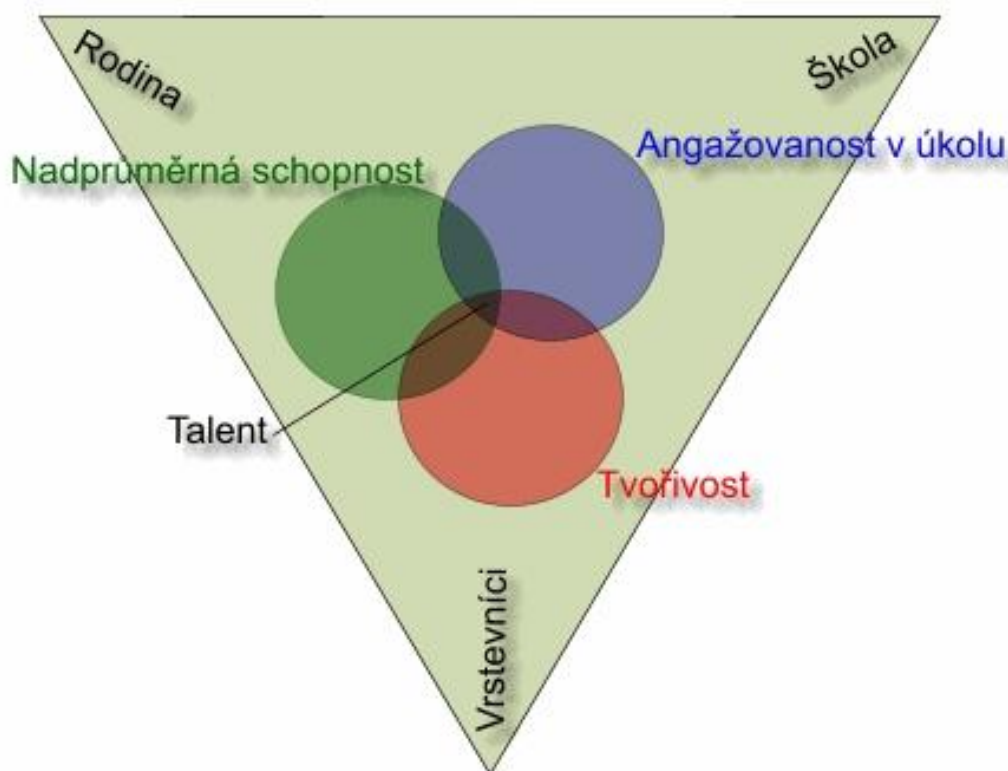 Rodina
Škola
Angažovanost v úkolu
Nadprůměrná schopnost
Talent
Tvořivost
Vrstevníci